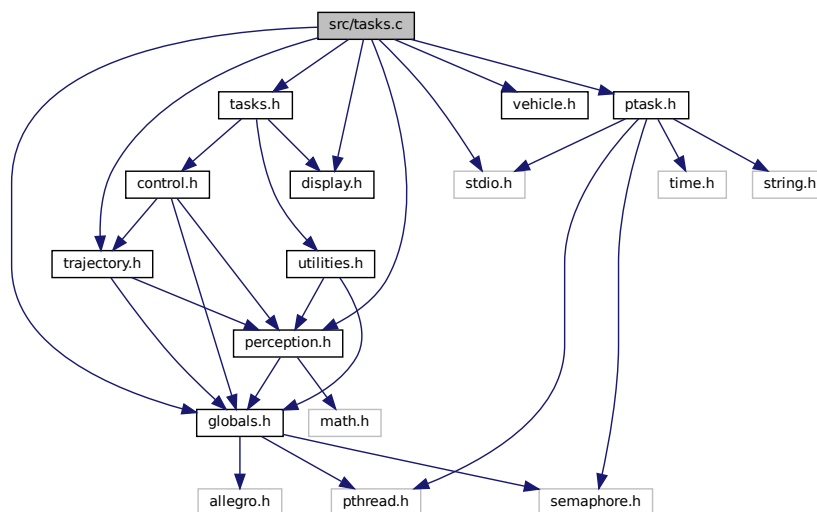 src/tasks.c
tasks.h
vehicle.h
ptask.h
control.h
display.h
stdio.h
time.h
string.h
trajectory.h
utilities.h
perception.h
globals.h
math.h
allegro.h
pthread.h
semaphore.h